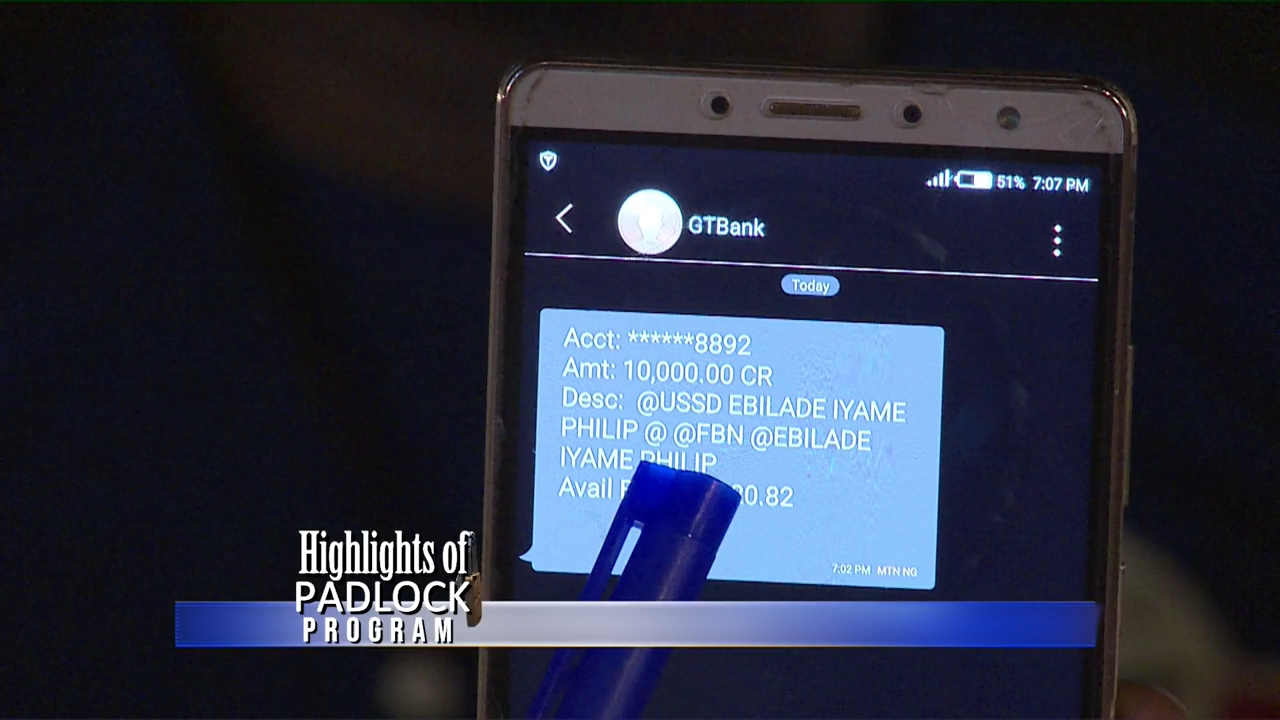 51% 7:07 PM
GTBank
Today
Acct: ******8892
Amt: 10,000.00 CR
Desc: @USSD EBILADE IYAME
PHILIP @ @FBN @EBILADE
IYAME PHILIP
Avail 30.82
7:02 PM MTN NG
Highlights of
PADLOCK
PROGRAM